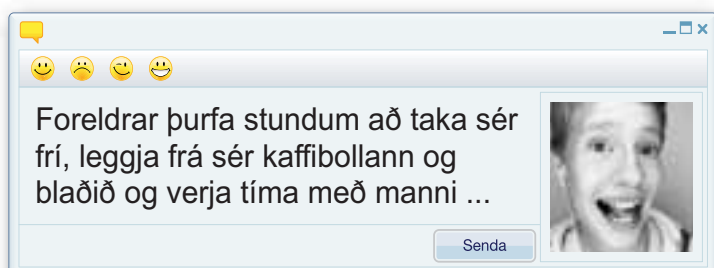 Foreldrar þurfa stundum að taka sér
frí, leggja frá sér kaffibollann og
blaðið og verja tíma með manni ...
Senda